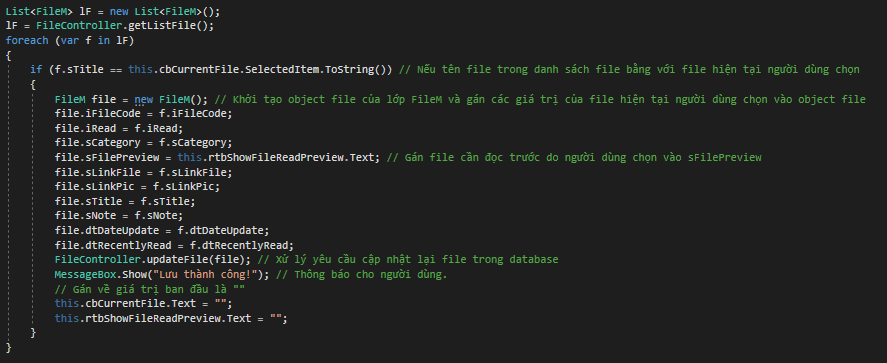 List<FileM> lF = new List<FileM>();
lF = FileController.getListFile();
foreach (var f in lF)
{
if (f.sTitle == this.cbCurrentFile.SelectedItem.ToString()) // Nếu tên file trong danh sách file bằng với file hiện tại người dùng chọn
{
FileM file = new FileM(); // Khởi tạo object file của lớp FileM và gán các giá trị của file hiện tại người dùng chọn vào object file
file.iFileCode = f.iFileCode;
file.iRead = f.iRead;
file.sCategory = f.sCategory;
file.sFilePreview = this.rtbShowFileReadPreview.Text; // Gán file cần đọc trước do người dùng chọn vào sFilePreview
file.sLinkFile = f.sLinkFile;
file.sLinkPic = f.sLinkPic;
file.sTitle = f.sTitle;
file.sNote = f.sNote;
file.dtDateUpdate = f.dtDateUpdate;
file.dtRecentlyRead = f.dtRecentlyRead;
FileController.updateFile(file); // Xử lý yêu cầu cập nhật lại file trong database
MessageBox.Show("Lưu thành công!"); // Thông báo cho người dùng.
// Gán về giá trị ban đầu là ""
this.cbCurrentFile.Text = "";
this.rtbShowFileReadPreview.Text = "";
}
}